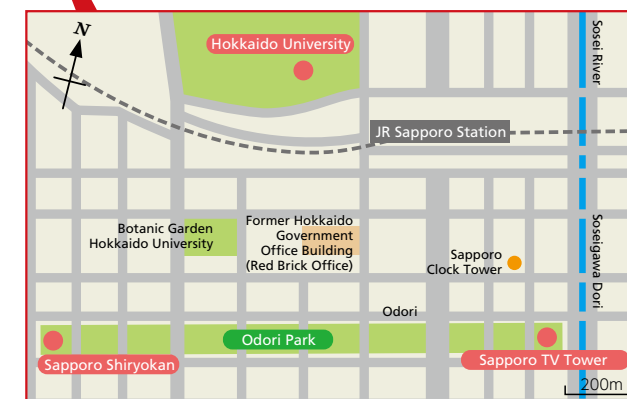 N
Hokkaido University
Sosei River
JR Sapporo Station
Botanic Garden
Hokkaido University
Former Hokkaido
Government
Office Building
(Red Brick Office)
Sapporo
Clock Tower
Soseigawa Dori
Odori
Odori Park
Sapporo Shiryokan
Sapporo TV Tower
200m